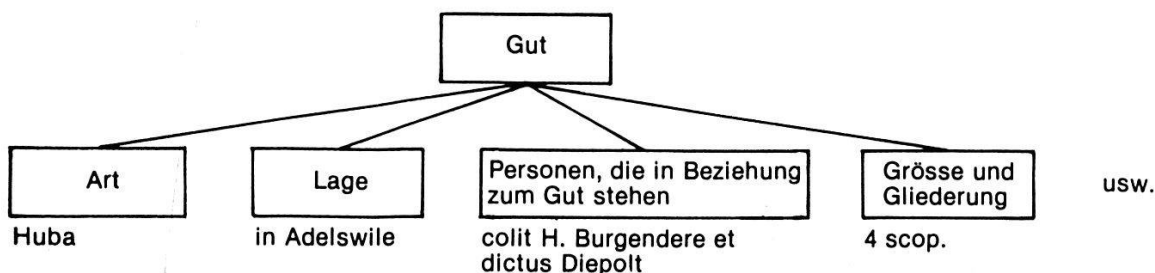 Gut
Art
Lage
Personen, die in Beziehung
zum Gut stehen
Grösse und
Gliederung
usw.
Huba
in Adelswile
colit H. Burgendere et
dictus Diepolt
4 scop.